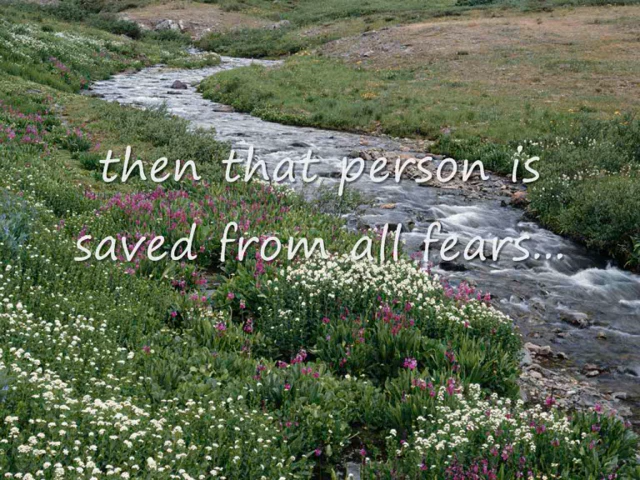 then that person is
saved from all fears...